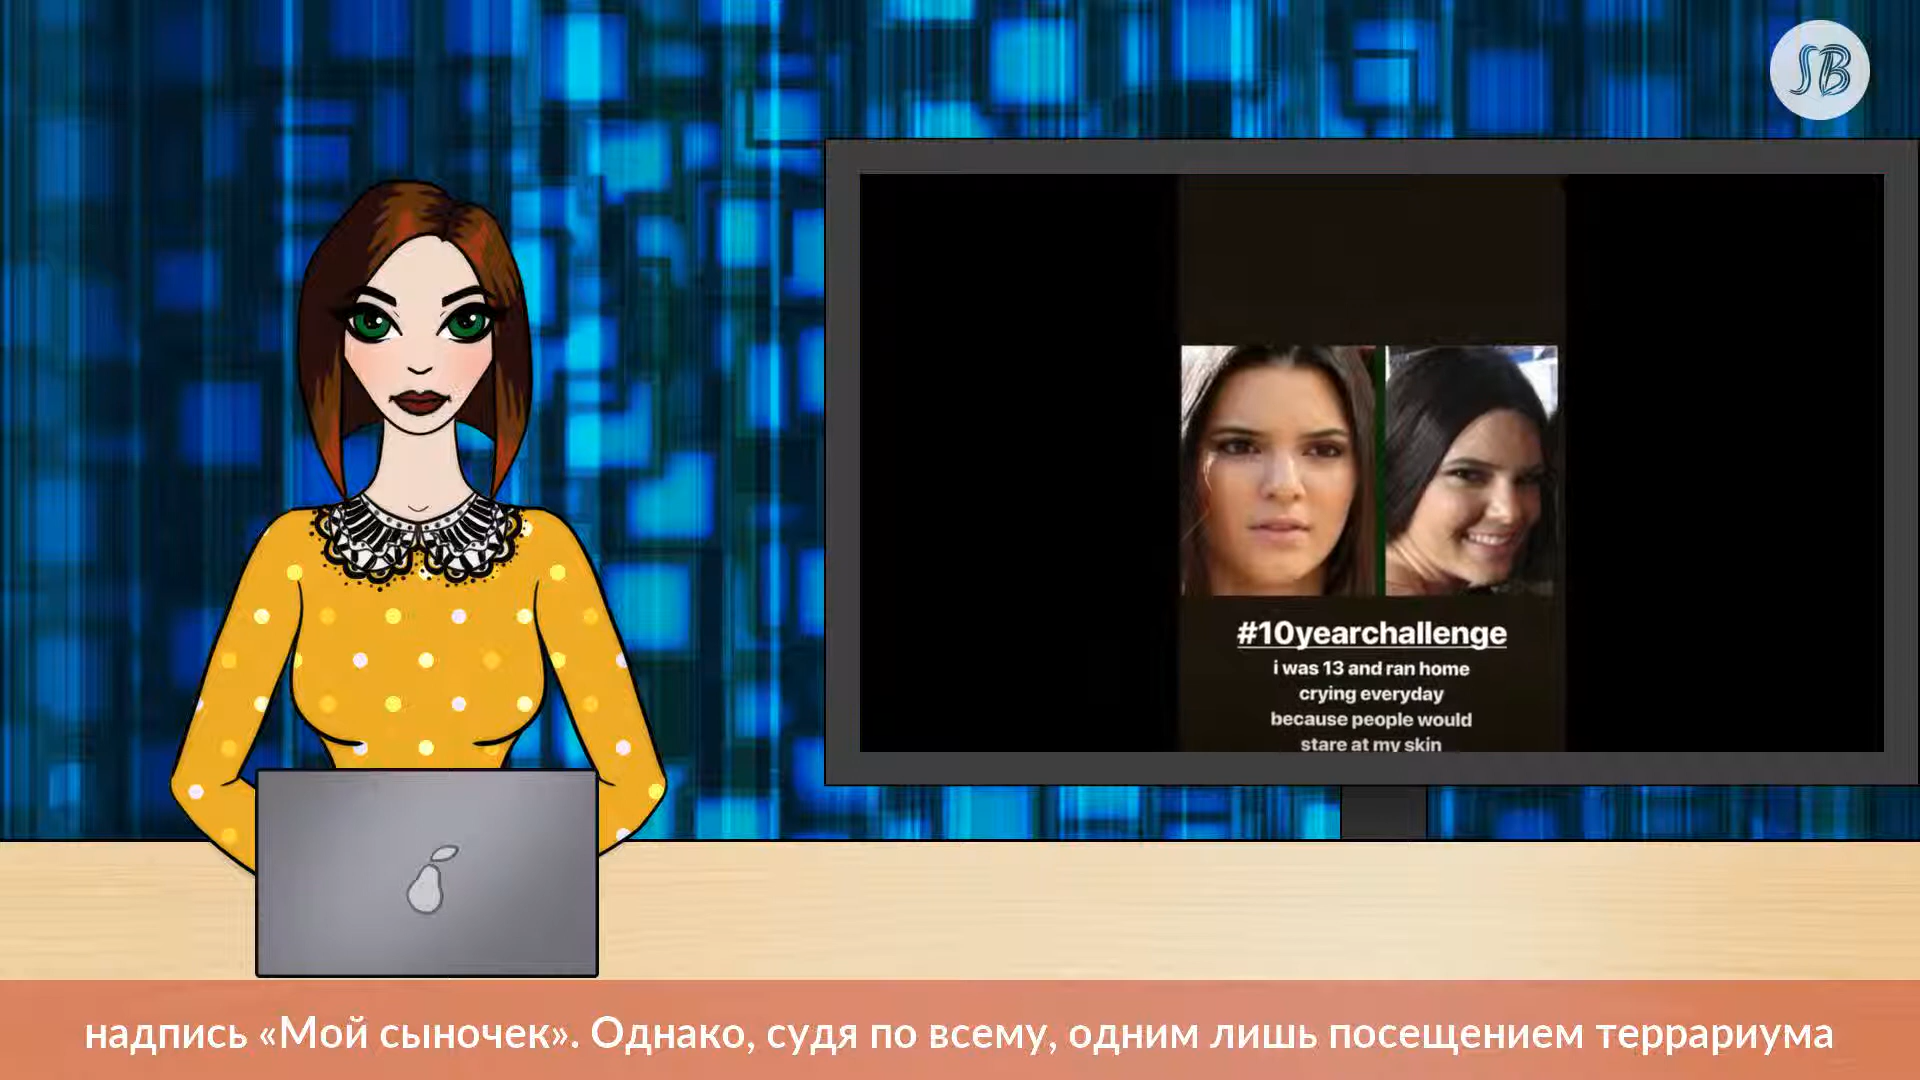 SB
#10yearchallenge
i was 13 and ran home
crying everyday
because people would
stare at my skin
надпись «Мой сыночек». Однако, судя по всему, одним лишь посещением террариума